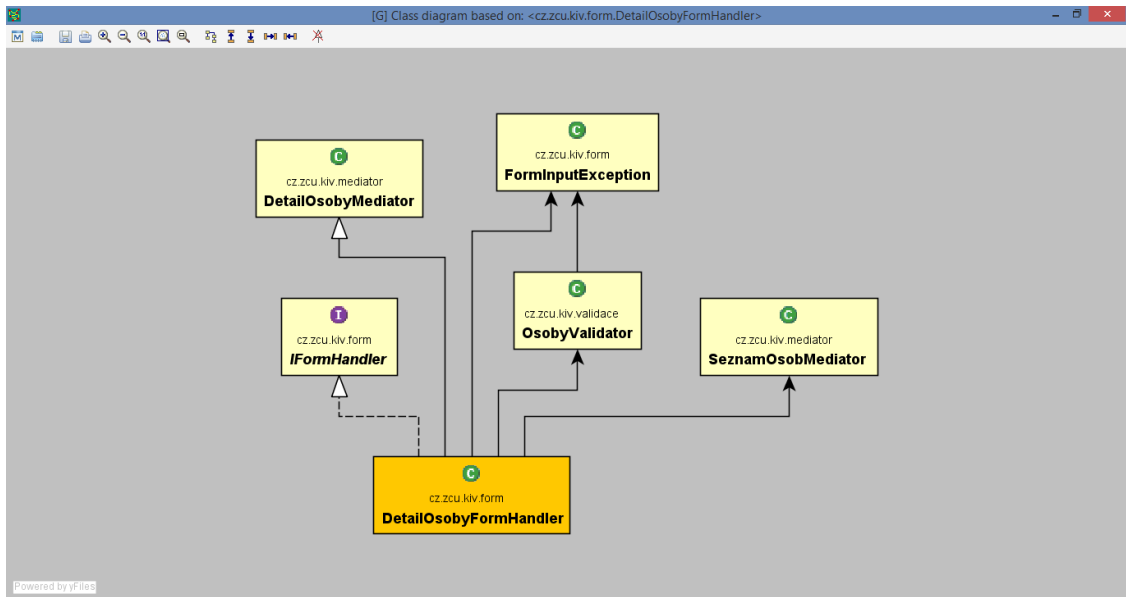 [G] Class diagram based on: <cz.zcu.kiv.form.DetailOsobyFormHandler>
C
cz.zcu.kiv.form
FormInputException
C
cz.zcu.kiv.mediator
DetailOsobyMediator
C
cz.zcu.kiv.validace
OsobyValidator
I
cz.zcu.kiv.form
IFormHandler
C
cz.zcu.kiv.mediator
SeznamOsobMediator
C
cz.zcu.kiv.form
DetailOsobyFormHandler
Powered by yFiles